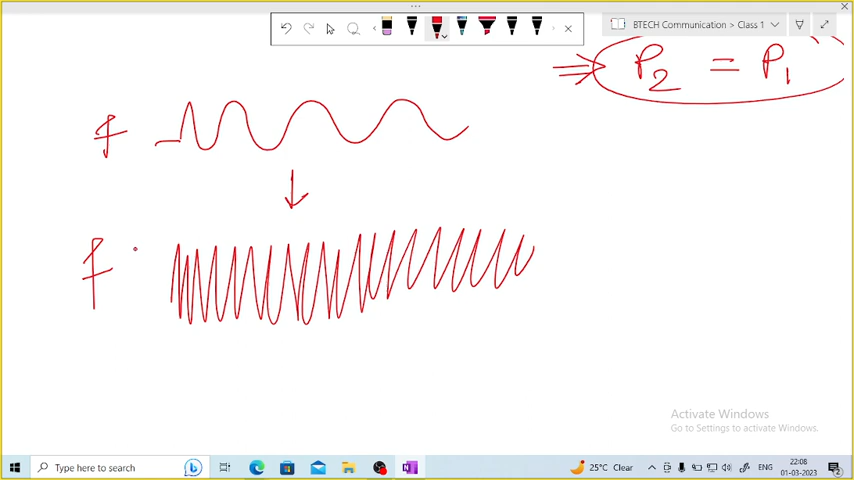 BTECH Communication > Class 1
⇒ P₂ = P₁
f
f
Activate Windows
Go to Settings to activate Windows.
Type here to search
25°C Clear
ENG
22:08
01-03-2023
2